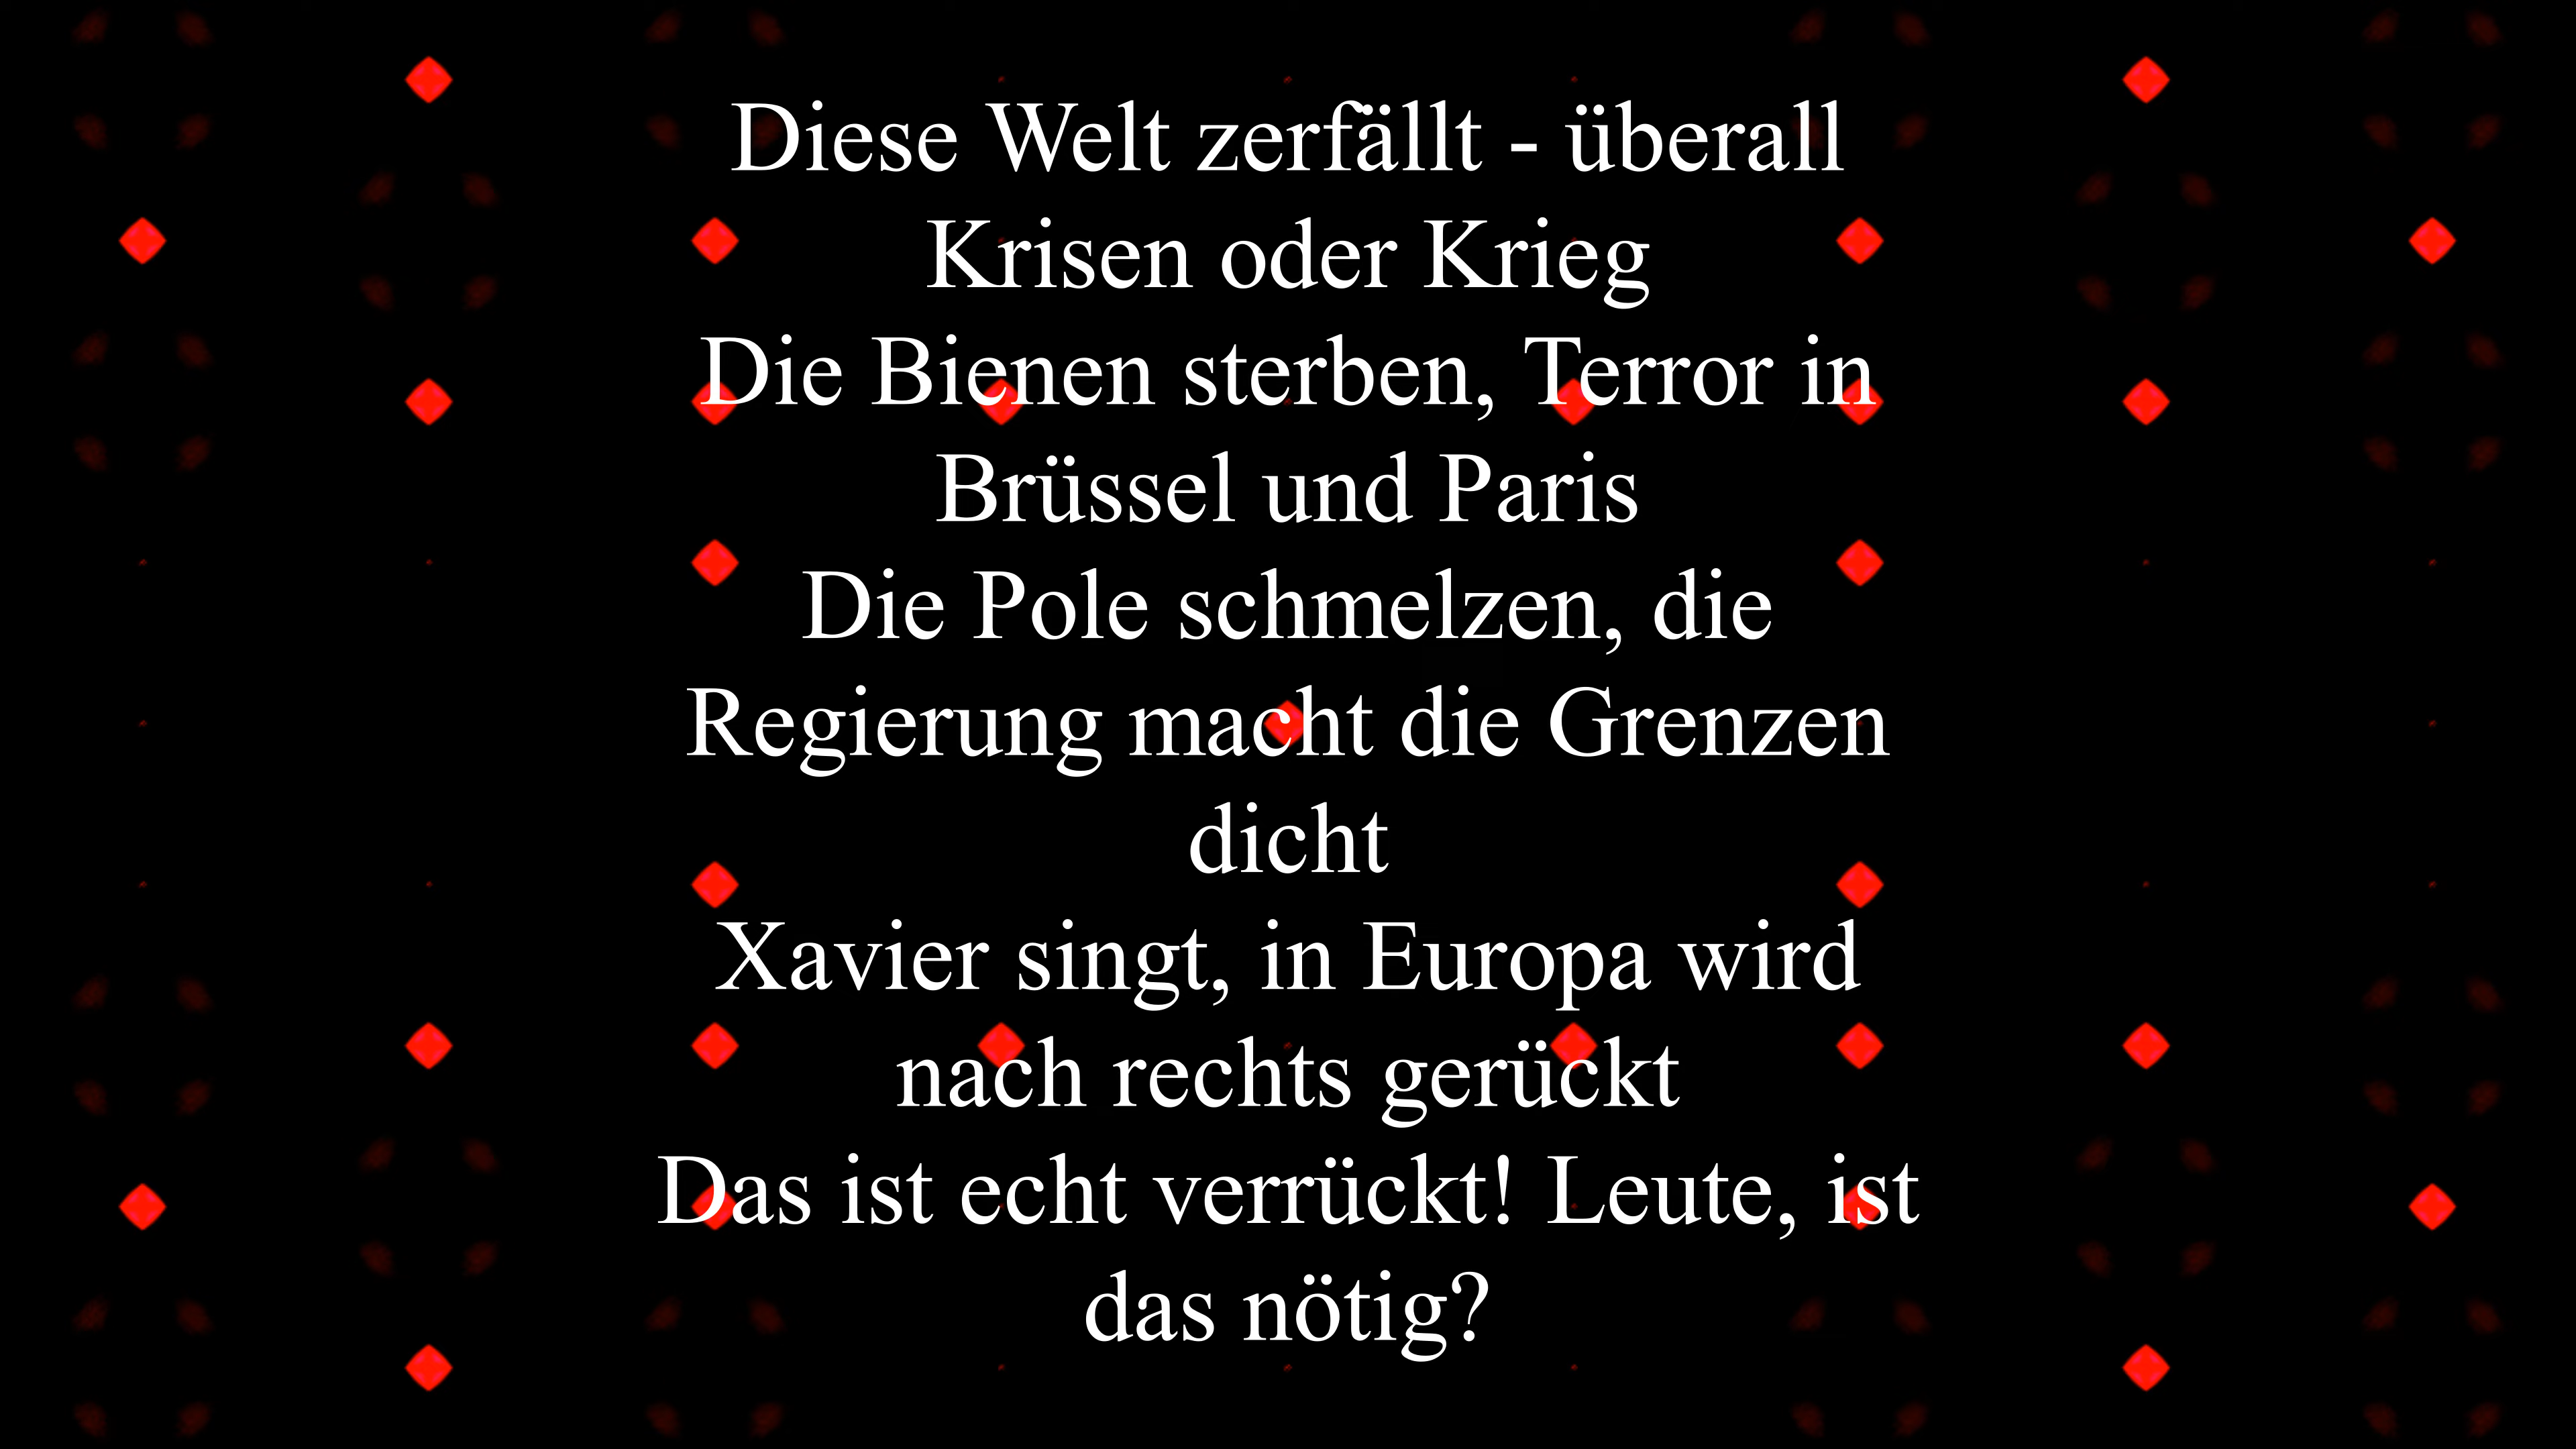 Diese Welt zerfällt - überall
Krisen oder Krieg
Die Bienen sterben, Terror in
Brüssel und Paris
Die Pole schmelzen, die
Regierung macht die Grenzen
dicht
Xavier singt, in Europa wird
nach rechts gerückt
Das ist echt verrückt! Leute, ist
das nötig?